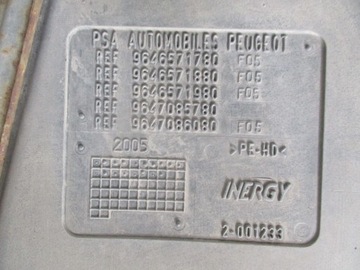 PSA AUTOMOBILES PEUGEOT
REF 9646571780 F05
REF 9646571880 F05
REF 9646571980 F05
REF 9647085780
REF 9647086080 F05
2005 >PE-HD<
INERGY
2-001233